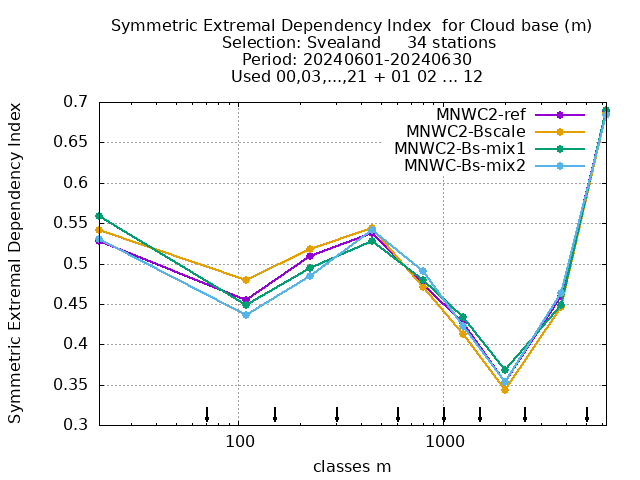 Symmetric Extremal Dependency Index  for Cloud base (m)
Selection: Svealand     34 stations
Period: 20240601-20240630
Used 00,03,...,21 + 01 02 ... 12
Symmetric Extremal Dependency Index
0.7
0.65
0.6
0.55
0.5
0.45
0.4
0.35
0.3
MNWC2-ref
MNWC2-Bscale
MNWC2-Bs-mix1
MNWC-Bs-mix2
100
1000
classes m